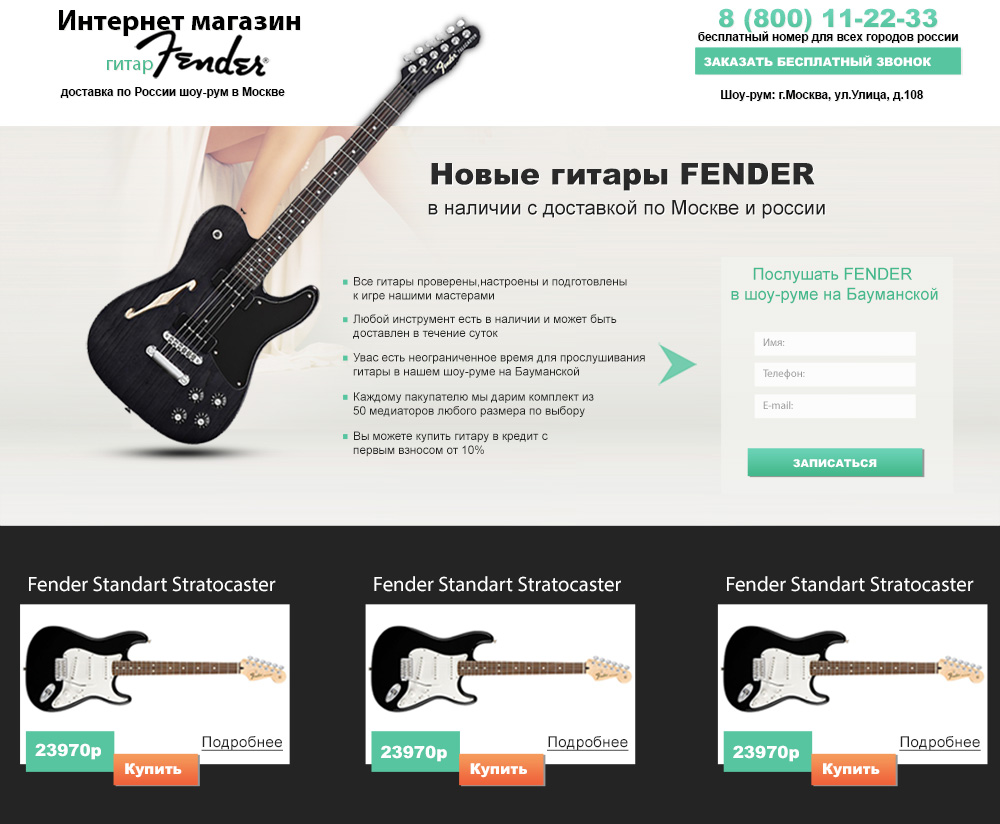 Интернет магазин
гитар Fender®
доставка по России шоу-рум в Москве
8 (800) 11-22-33
бесплатный номер для всех городов россии
ЗАКАЗАТЬ БЕСПЛАТНЫЙ ЗВОНОК
Шоу-рум: г.Москва, ул.Улица, д.108
Новые гитары FENDER
в наличии с доставкой по Москве и россии
Все гитары проверены,настроены и подготовлены
к игре нашими мастерами
Любой инструмент есть в наличии и может быть
доставлен в течение суток
Увас есть неограниченное время для прослушивания
гитары в нашем шоу-руме на Бауманской
Каждому пакупателю мы дарим комплект из
50 медиаторов любого размера по выбору
Вы можете купить гитару в кредит с
первым взносом от 10%
Послушать FENDER
в шоу-руме на Бауманской
Имя:
Телефон:
E-mail:
ЗАПИСАТЬСЯ
Fender Standart Stratocaster
23970р
Подробнее
Купить
Fender Standart Stratocaster
23970р
Подробнее
Купить
Fender Standart Stratocaster
23970р
Подробнее
Купить